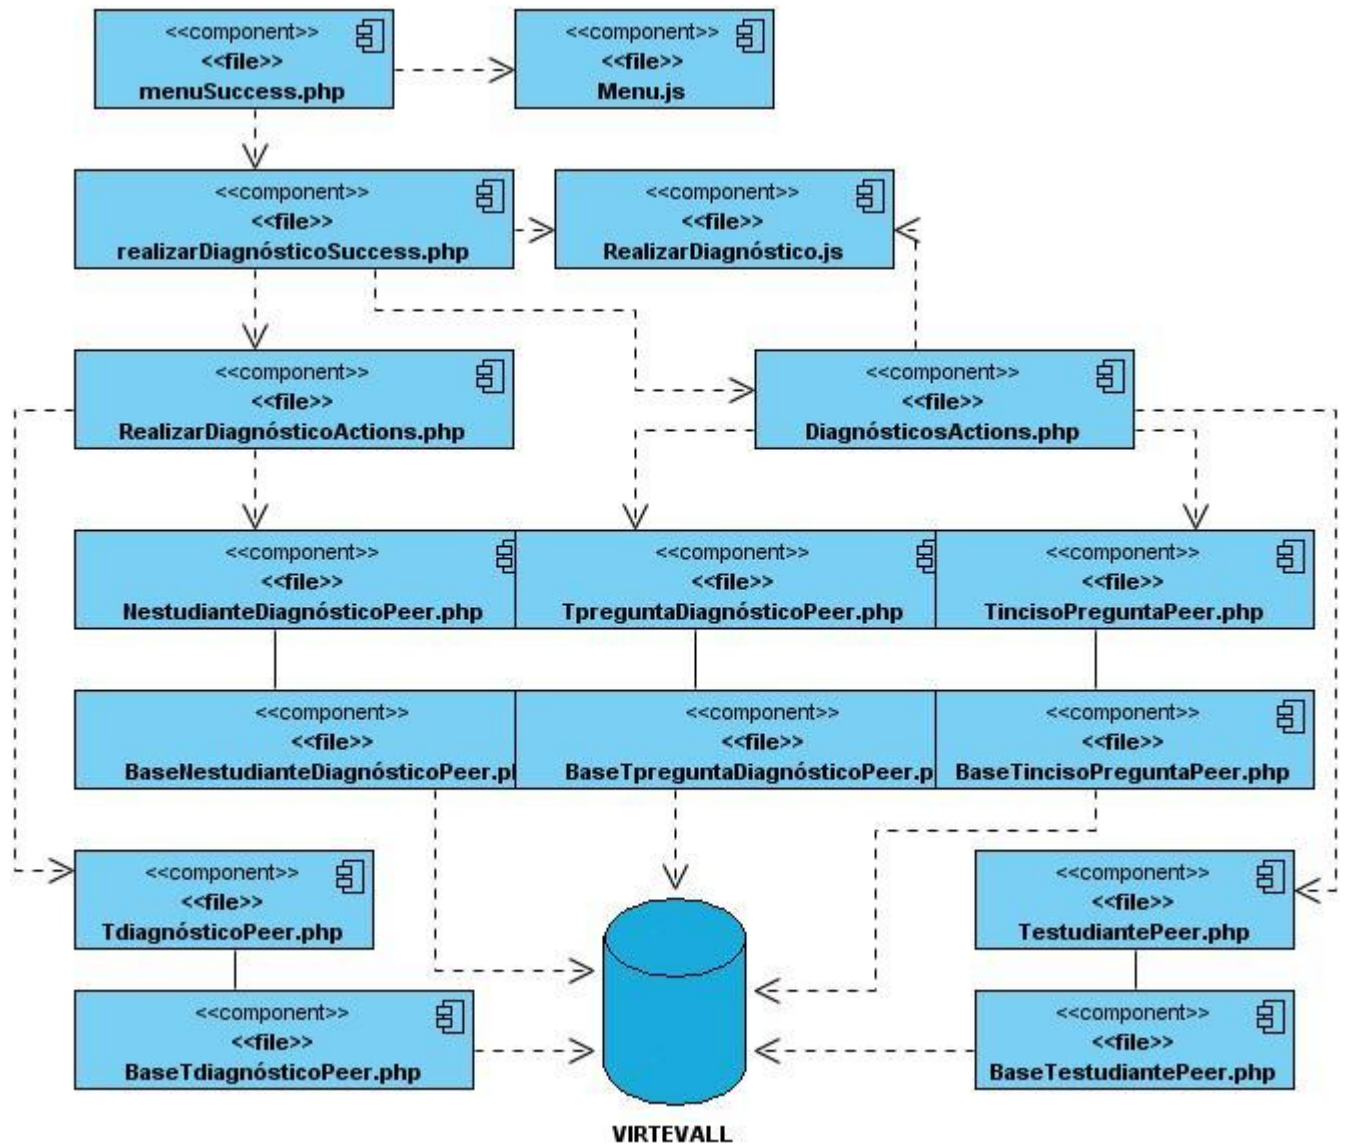 <<component>>
<<file>>
menuSuccess.php
<<component>>
<<file>>
Menu.js
<<component>>
<<file>>
realizarDiagnósticoSuccess.php
<<component>>
<<file>>
RealizarDiagnóstico.js
<<component>>
<<file>>
RealizarDiagnósticoActions.php
<<component>>
<<file>>
DiagnósticosActions.php
<<component>>
<<file>>
NestudianteDiagnósticoPeer.php
<<component>>
<<file>>
TpreguntaDiagnósticoPeer.php
<<component>>
<<file>>
TincisoPreguntaPeer.php
<<component>>
<<file>>
BaseNestudianteDiagnósticoPeer.pl
<<component>>
<<file>>
BaseTpreguntaDiagnósticoPeer.p
<<component>>
<<file>>
BaseTincisoPreguntaPeer.php
<<component>>
<<file>>
TdiagnósticoPeer.php
<<component>>
<<file>>
TestudiantePeer.php
<<component>>
<<file>>
BaseTdiagnósticoPeer.php
<<component>>
<<file>>
BaseTestudiantePeer.php
VIRTEVALL